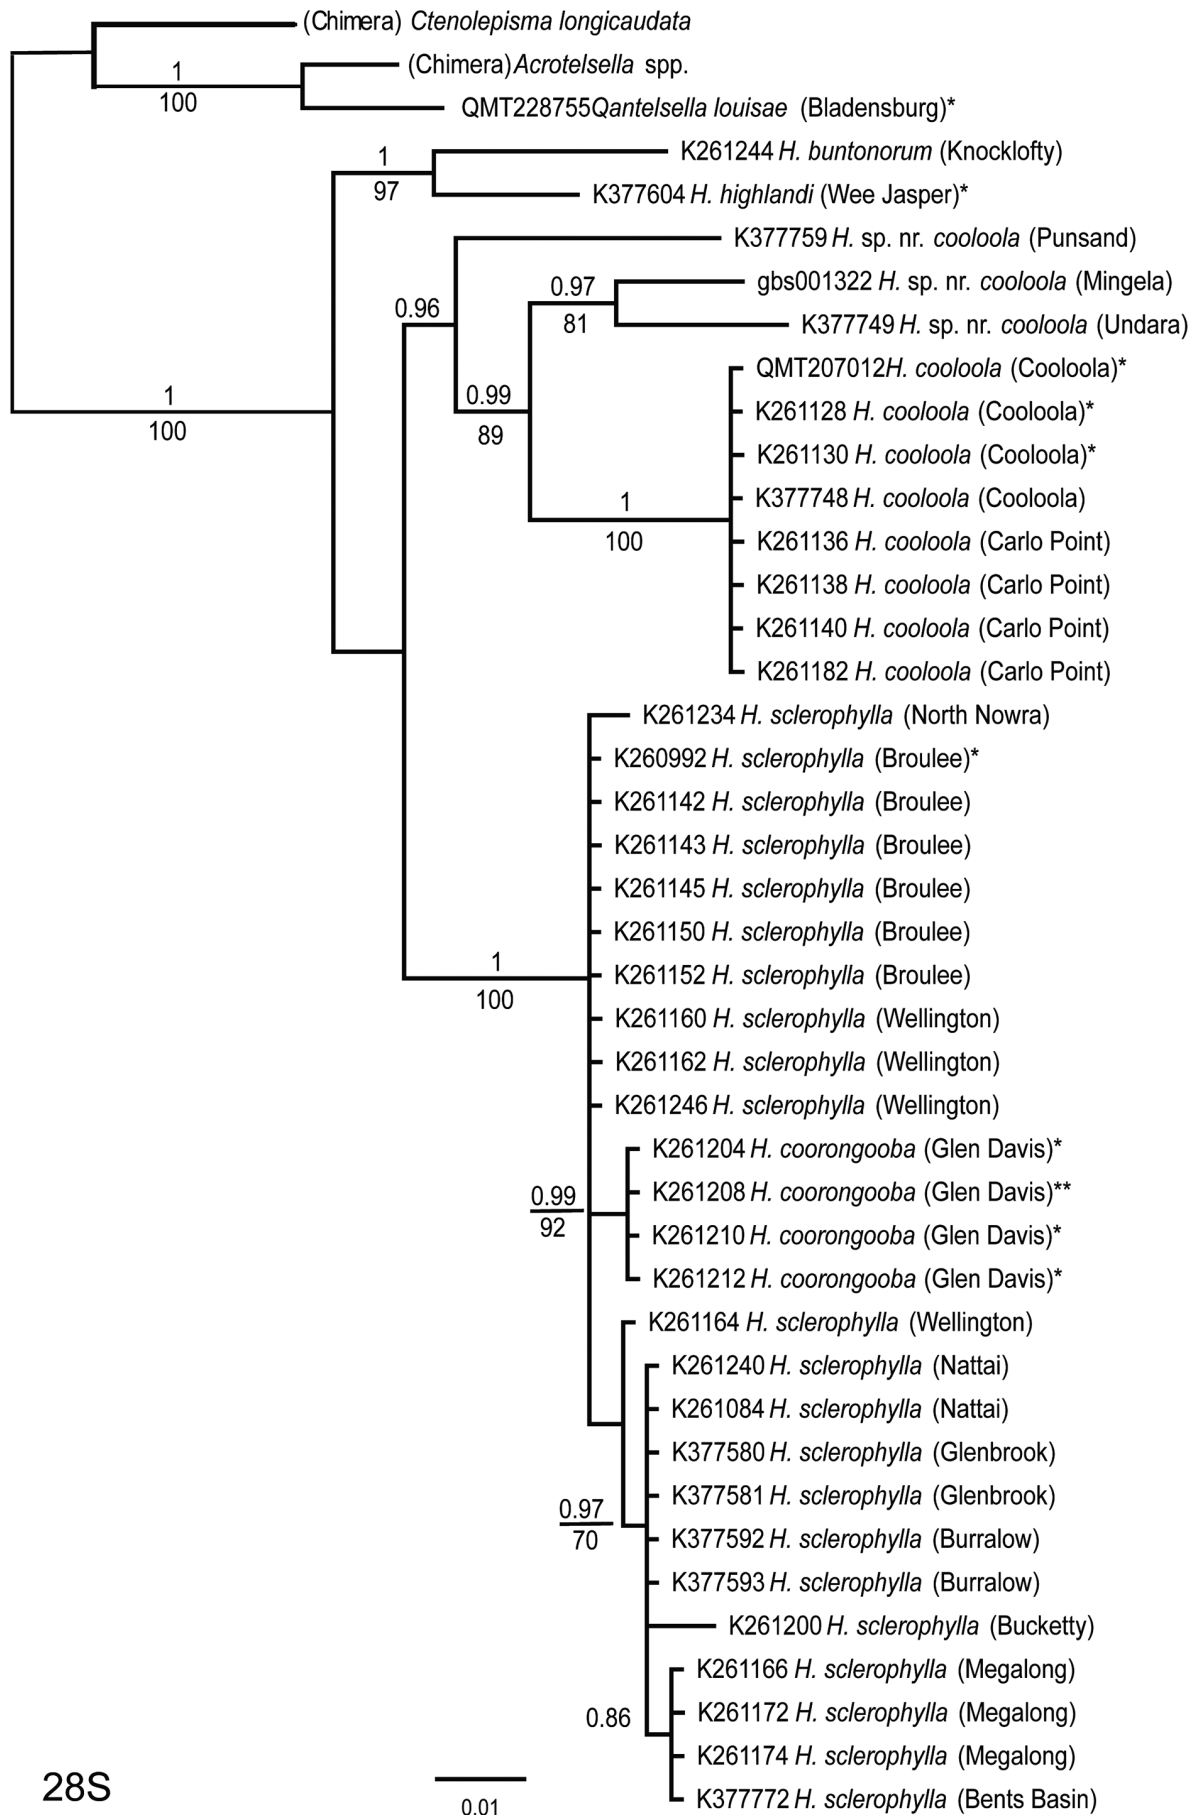 (Chimera) Ctenolepisma longicaudata
(Chimera)Acrotelsella spp.
1
100
QMT228755Qantelsella louisae (Bladensburg)*
K261244 H. buntonorum (Knocklofty)
1
97
K377604 H. highlandi (Wee Jasper)*
K377759 H. sp. nr. cooloola (Punsand)
gbs001322 H. sp. nr. cooloola (Mingela)
0.97
81
0.96
K377749 H. sp. nr. cooloola (Undara)
QMT207012H. cooloola (Cooloola)*
1
100
0.99
89
K261128 H. cooloola (Cooloola)*
K261130 H. cooloola (Cooloola)*
K377748 H. cooloola (Cooloola)
1
100
K261136 H. cooloola (Carlo Point)
K261138 H. cooloola (Carlo Point)
K261140 H. cooloola (Carlo Point)
K261182 H. cooloola (Carlo Point)
K261234 H. sclerophylla (North Nowra)
K260992 H. sclerophylla (Broulee)*
K261142 H. sclerophylla (Broulee)
K261143 H. sclerophylla (Broulee)
K261145 H. sclerophylla (Broulee)
K261150 H. sclerophylla (Broulee)
K261152 H. sclerophylla (Broulee)
1
100
K261160 H. sclerophylla (Wellington)
K261162 H. sclerophylla (Wellington)
K261246 H. sclerophylla (Wellington)
K261204 H. coorongooba (Glen Davis)*
K261208 H. coorongooba (Glen Davis)**
0.99
92
K261210 H. coorongooba (Glen Davis)*
K261212 H. coorongooba (Glen Davis)*
K261164 H. sclerophylla (Wellington)
K261240 H. sclerophylla (Nattai)
K261084 H. sclerophylla (Nattai)
K377580 H. sclerophylla (Glenbrook)
K377581 H. sclerophylla (Glenbrook)
0.97
70
K377592 H. sclerophylla (Burralow)
K377593 H. sclerophylla (Burralow)
K261200 H. sclerophylla (Bucketty)
K261166 H. sclerophylla (Megalong)
K261172 H. sclerophylla (Megalong)
0.86
K261174 H. sclerophylla (Megalong)
K377772 H. sclerophylla (Bents Basin)
28S
0.01